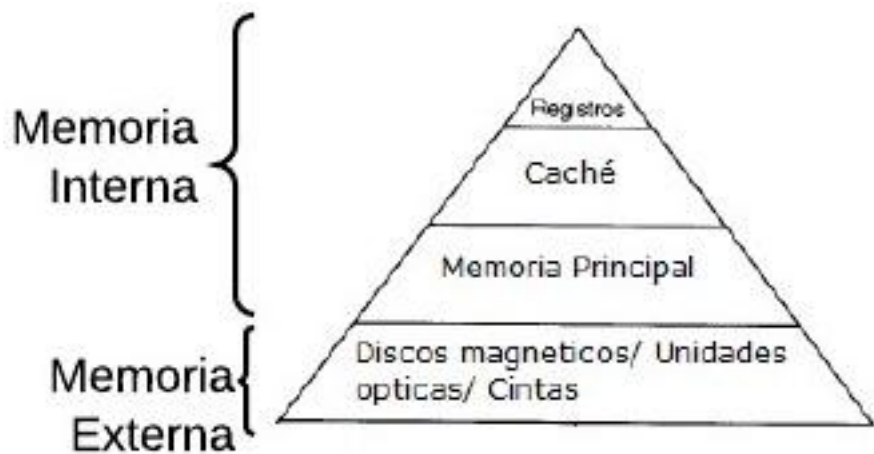 Memoria
Interna
Registros
Caché
Memoria Principal
Memoria
Externa
Discos magneticos/ Unidades
opticas/ Cintas